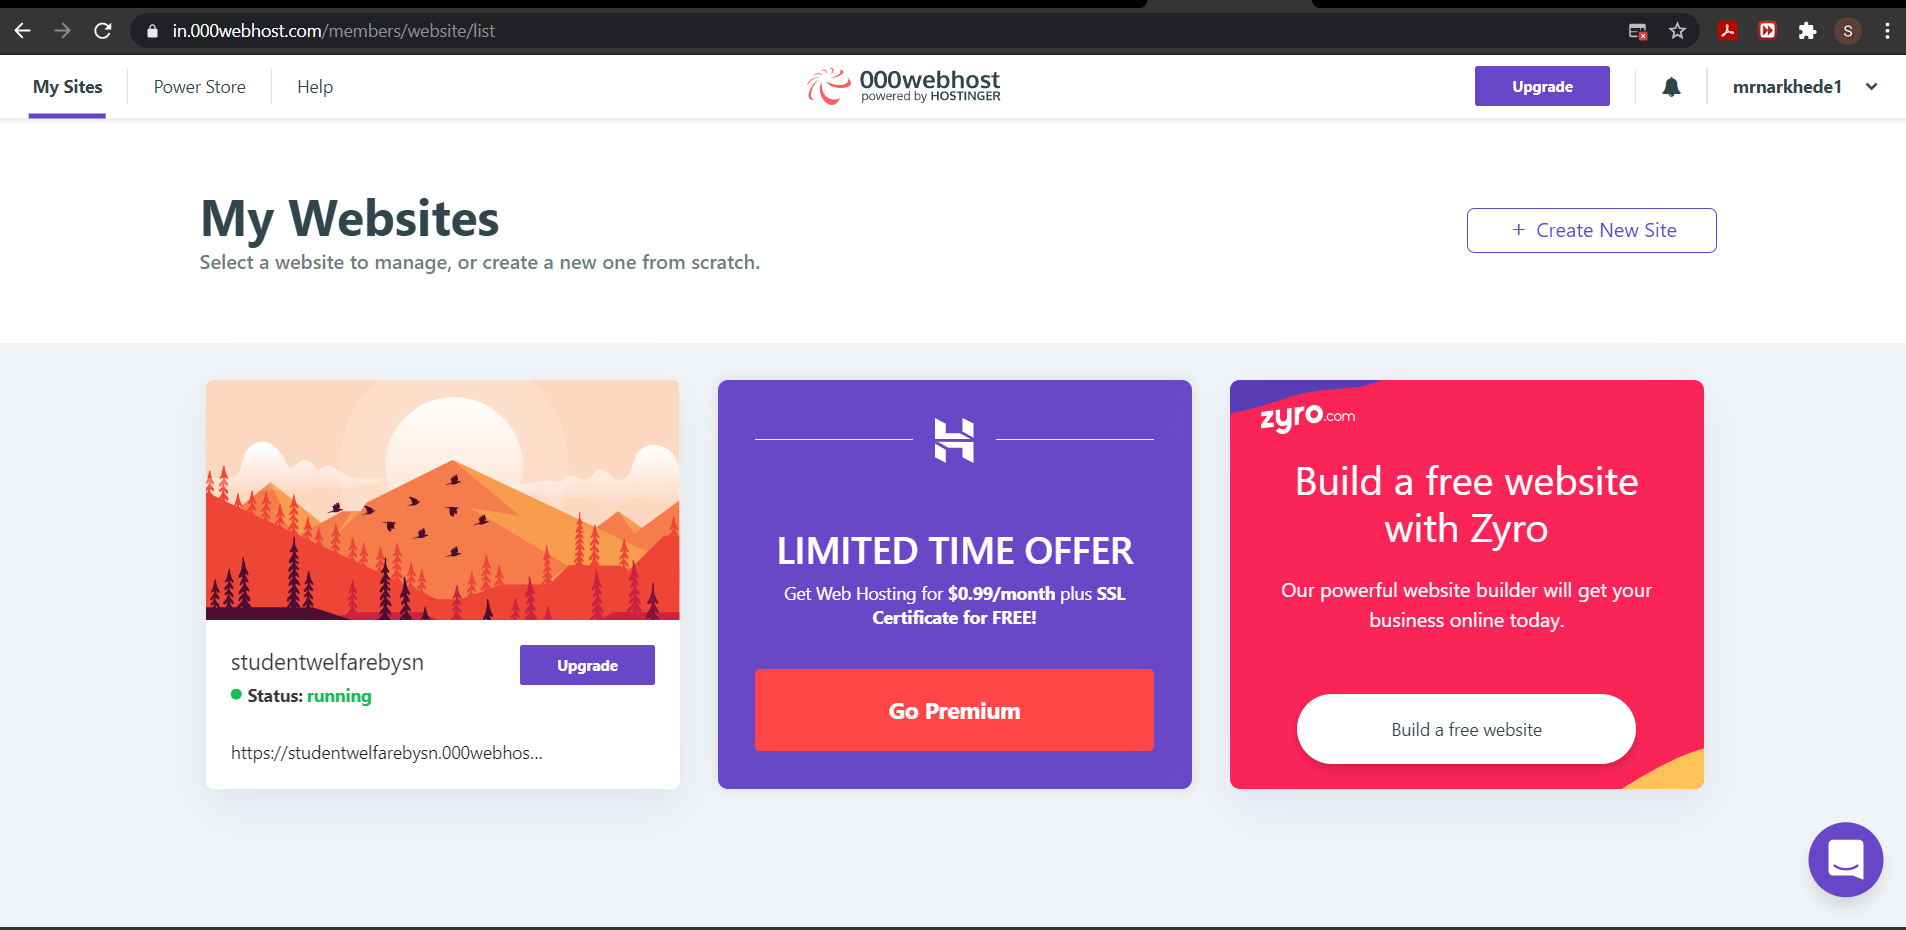 in.000webhost.com/members/website/list
S
My Sites
Power Store
Help
000webhost
powered by HOSTINGER
Upgrade
mrnarkhede1
My Websites
Select a website to manage, or create a new one from scratch.
+ Create New Site
studentwelfarebysn
Upgrade
Status: running
https://studentwelfarebysn.000webhos...
LIMITED TIME OFFER
Get Web Hosting for $0.99/month plus SSL
Certificate for FREE!
Go Premium
zyro.com
Build a free website
with Zyro
Our powerful website builder will get your
business online today.
Build a free website